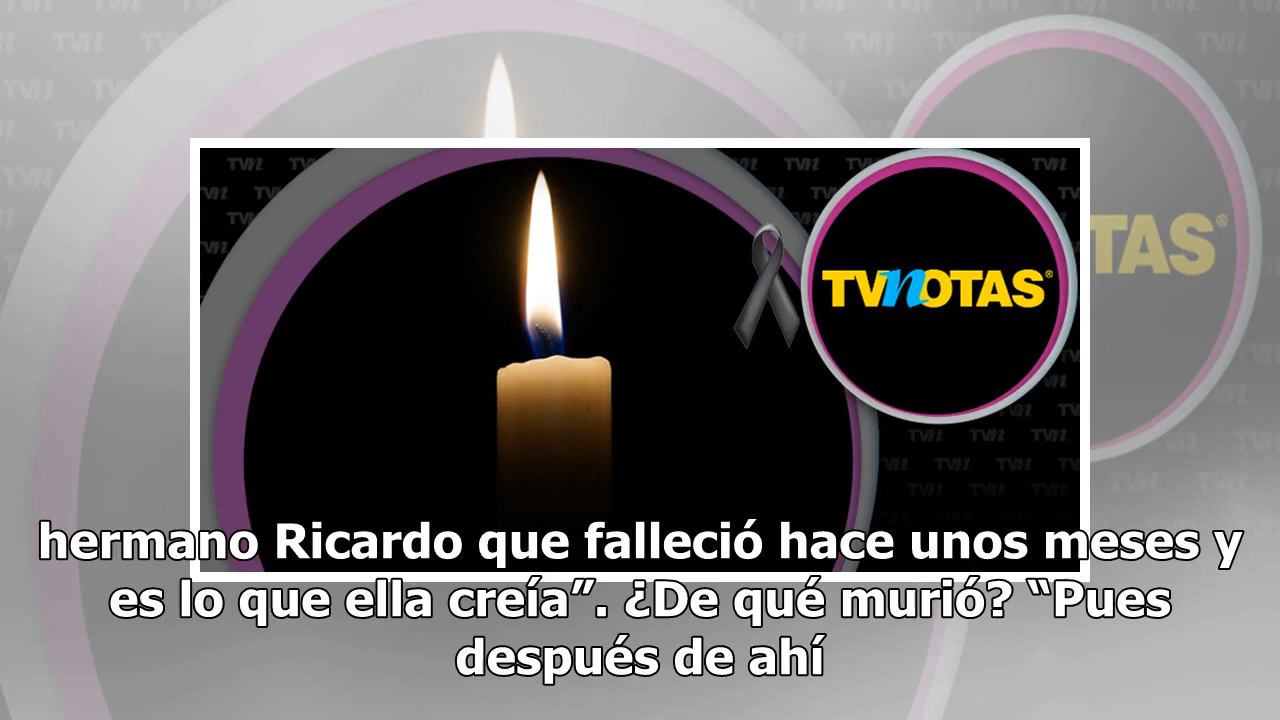 TVNOTAS®
TAS®
hermano Ricardo que falleció hace unos meses y
es lo que ella creía”. ¿De qué murió? “Pues
después de ahí